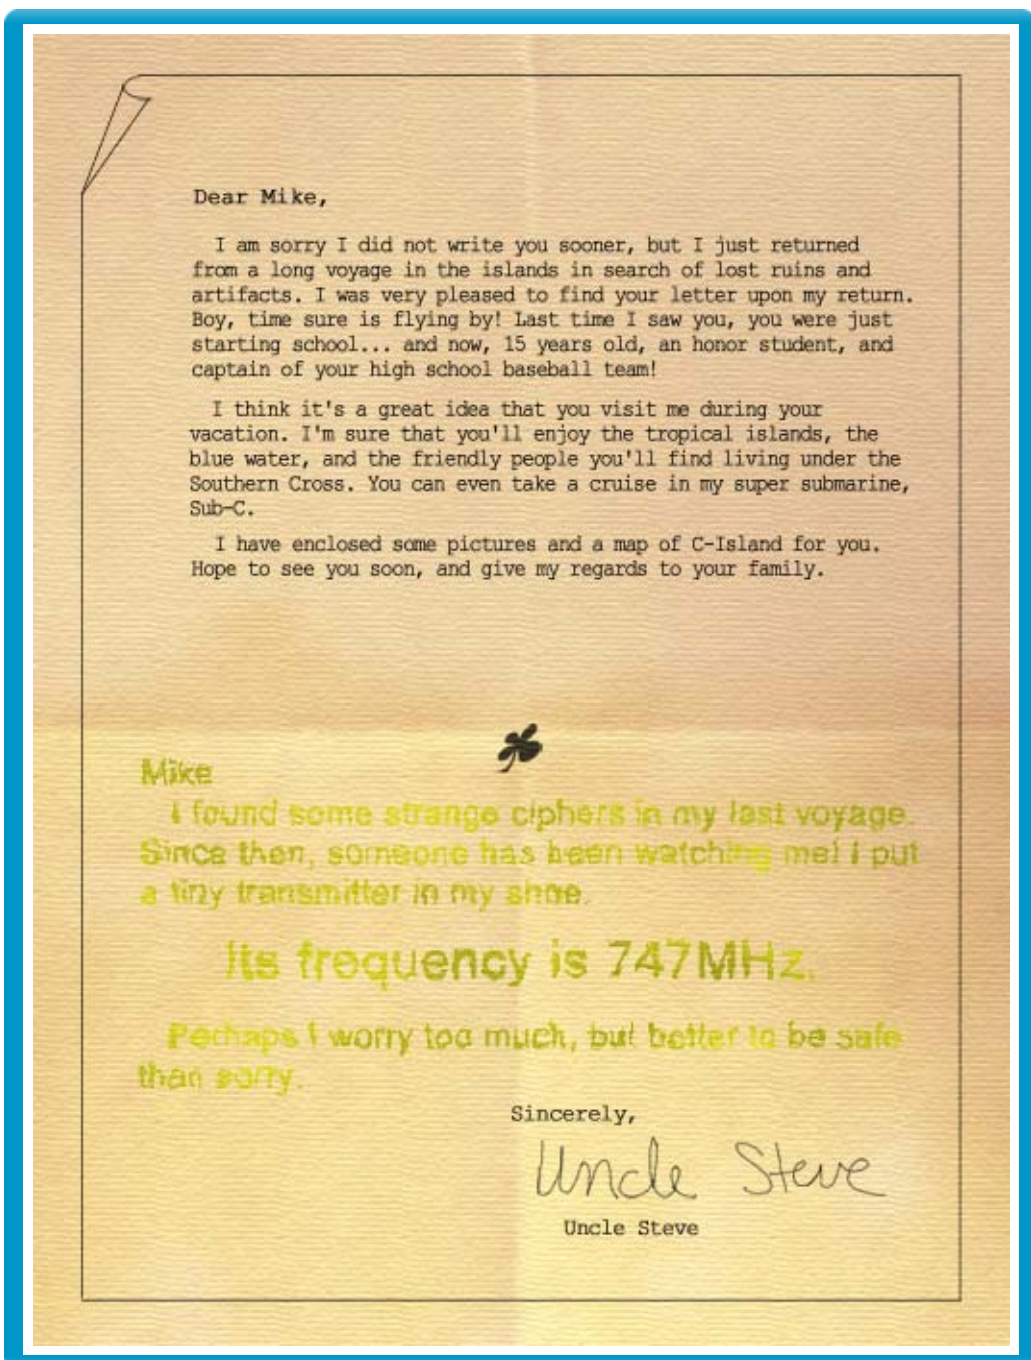 Dear Mike,
I am sorry I did not write you sooner, but I just returned
from a long voyage in the islands in search of lost ruins and
artifacts. I was very pleased to find your letter upon my return.
Boy, time sure is flying by! Last time I saw you, you were just
starting school... and now, 15 years old, an honor student, and
captain of your high school baseball team!
I think it's a great idea that you visit me during your
vacation. I'm sure that you'll enjoy the tropical islands, the
blue water, and the friendly people you'll find living under the
Southern Cross. You can even take a cruise in my super submarine,
Sub-C.
I have enclosed some pictures and a map of C-Island for you.
Hope to see you soon, and give my regards to your family.
Mike
I found some strange ciphers in my last voyage.
Since then, someone has been watching me! I put
a tiny transmitter in my shoe.
Its frequency is 747MHz.
Perhaps I worry too much, but better to be safe
than sorry.
Sincerely,
Uncle Steve
Uncle Steve